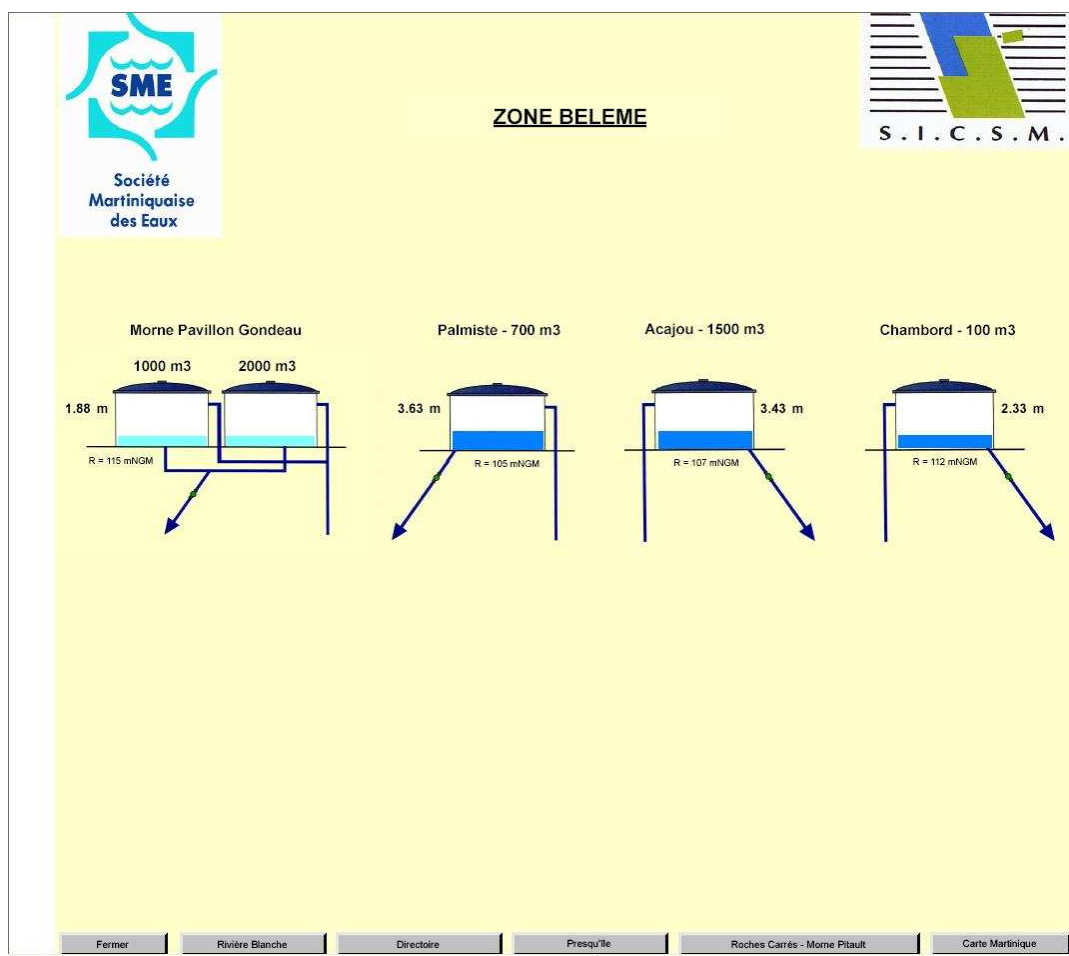 SME
Société
Martiniquaise
des Eaux
ZONE BELEME
S.I.C.S.M.
Morne Pavillon Gondeau
Palmiste - 700 m3
Acajou - 1500 m3
Chambord - 100 m3
1000 m3
2000 m3
1.88 m
3.63 m
3.43 m
2.33 m
R = 115 mNGM
R = 105 mNGM
R = 107 mNGM
R = 112 mNGM
Fermer
Rivière Blanche
Directoire
Presqu'île
Roches Carrés - Morne Pitault
Carte Martinique